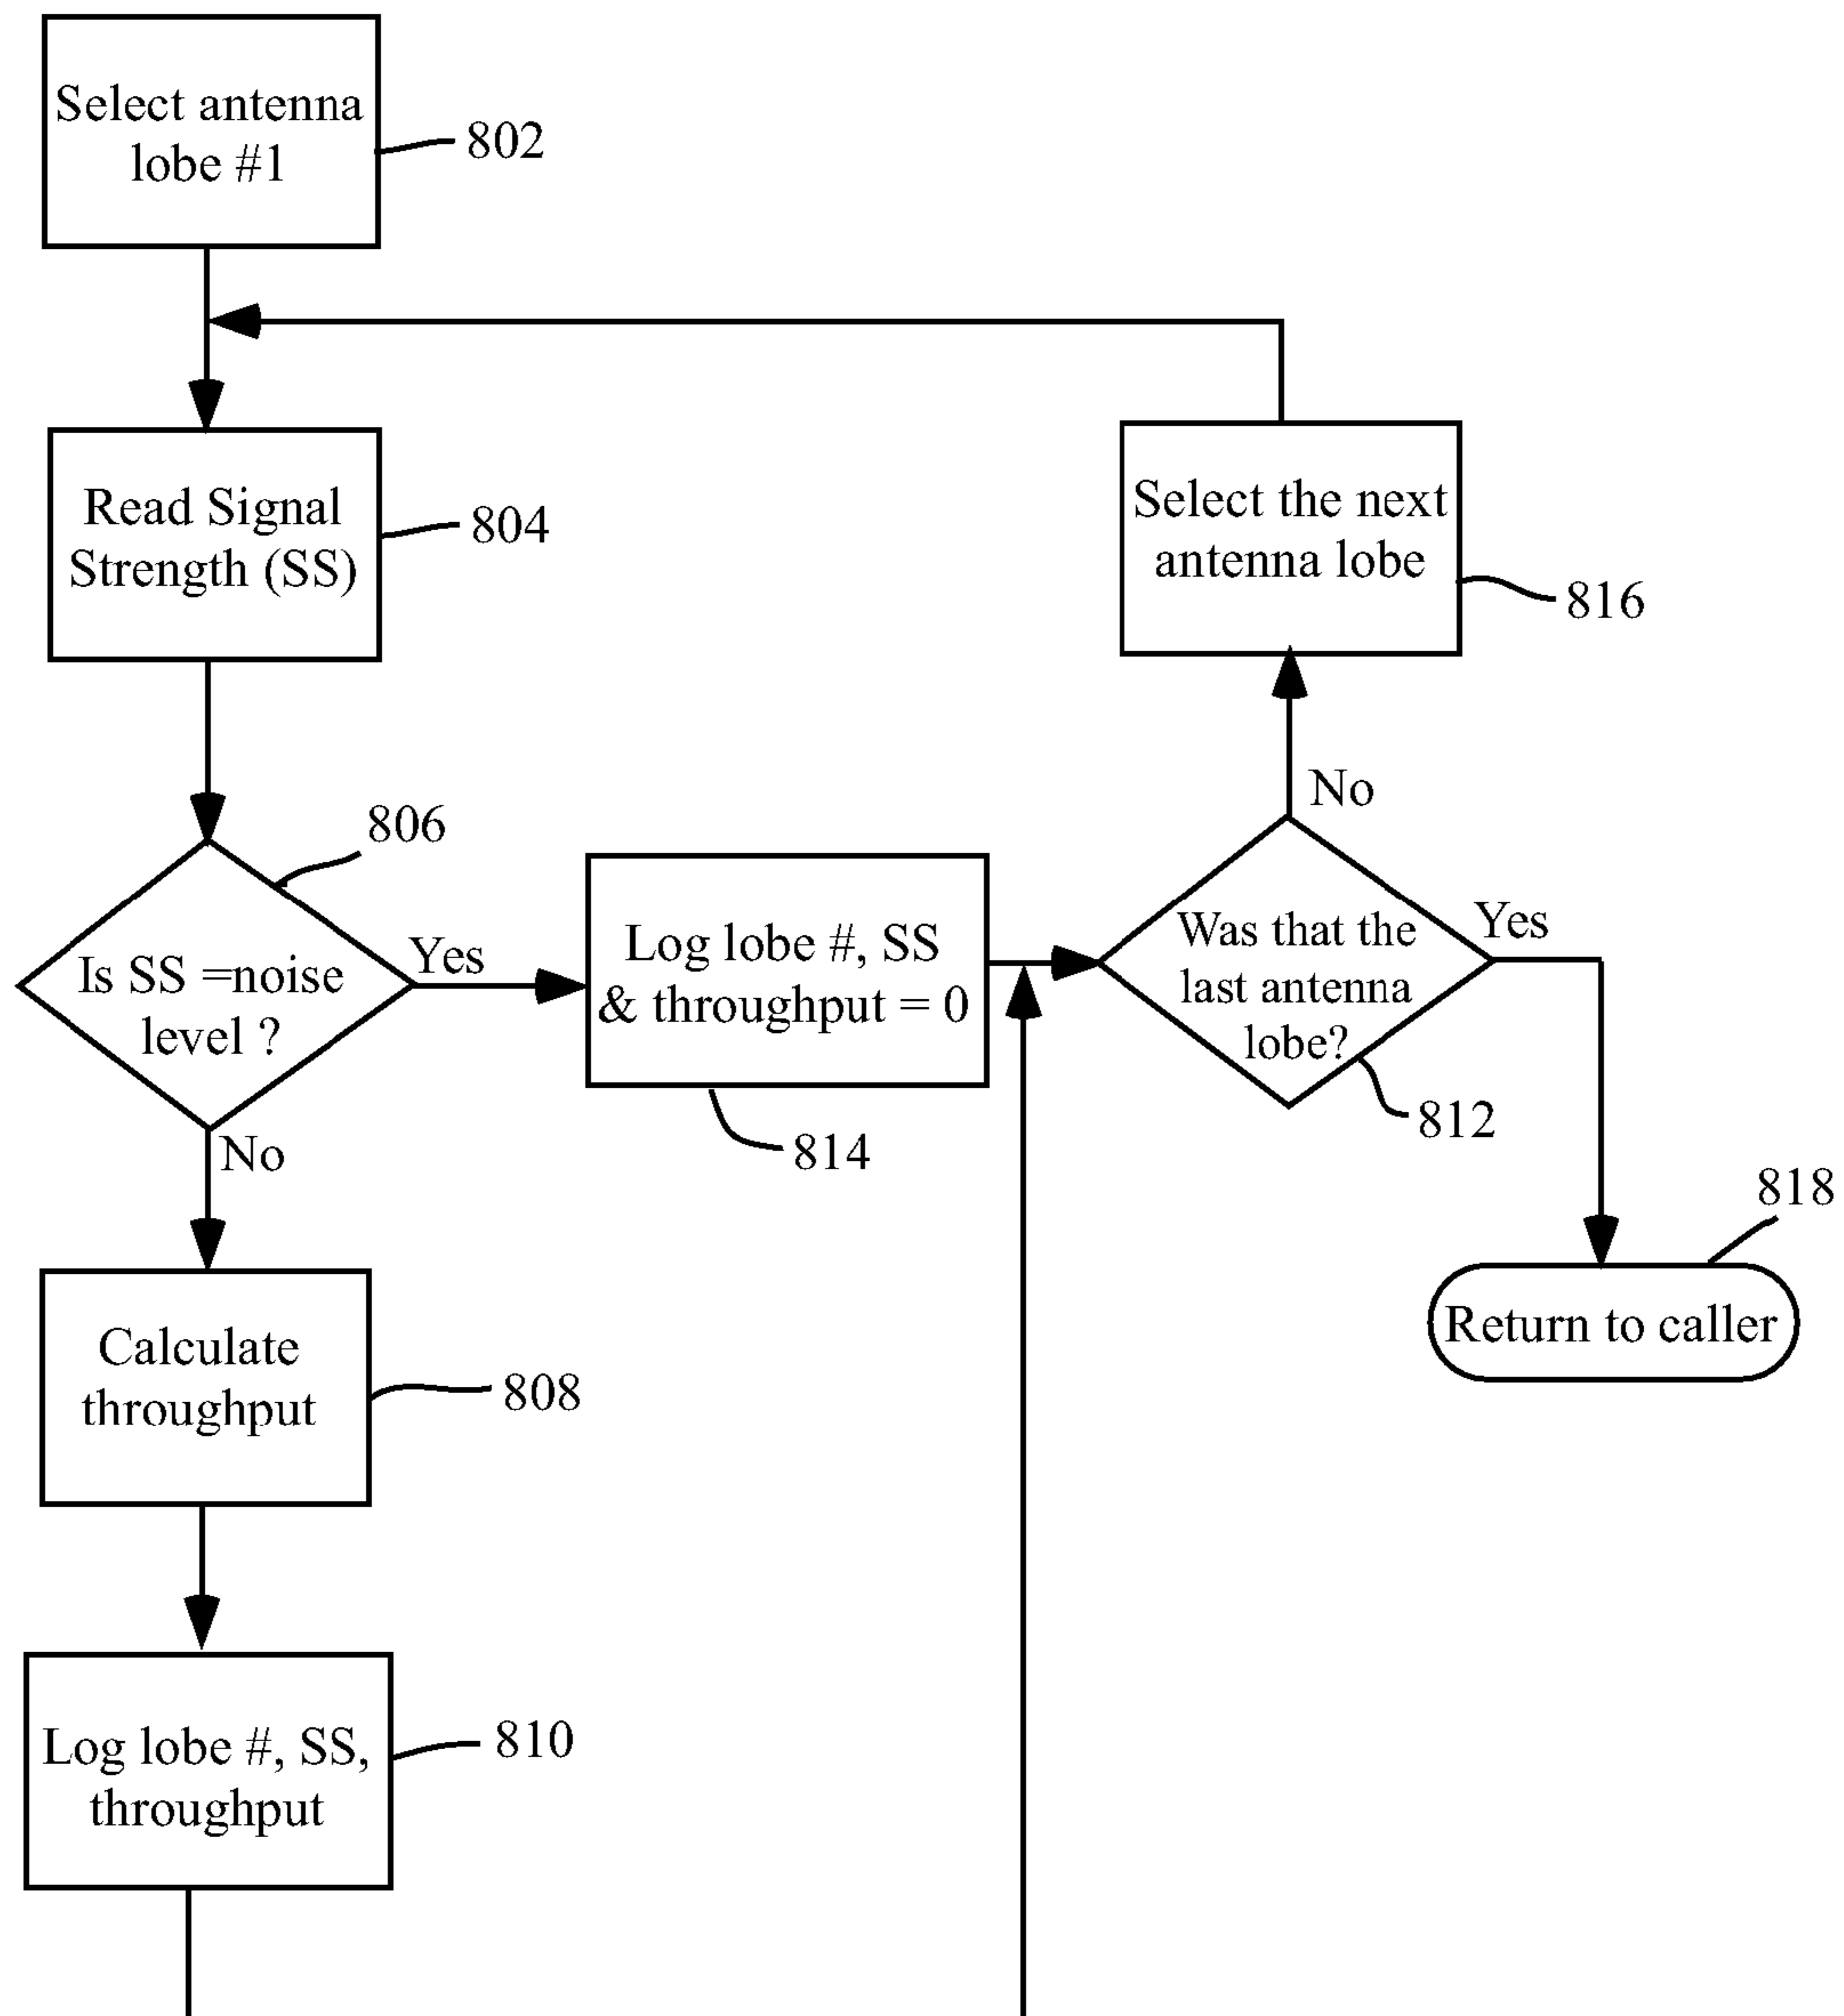 Select antenna
lobe #1
802
Read Signal
Strength (SS)
804
Select the next
antenna lobe
816
806
Is SS =noise
level ?
Yes
No
Log lobe #, SS
& throughput = 0
814
No
Was that the
last antenna
lobe?
Yes
812
818
Return to caller
Calculate
throughput
808
Log lobe #, SS,
throughput
810